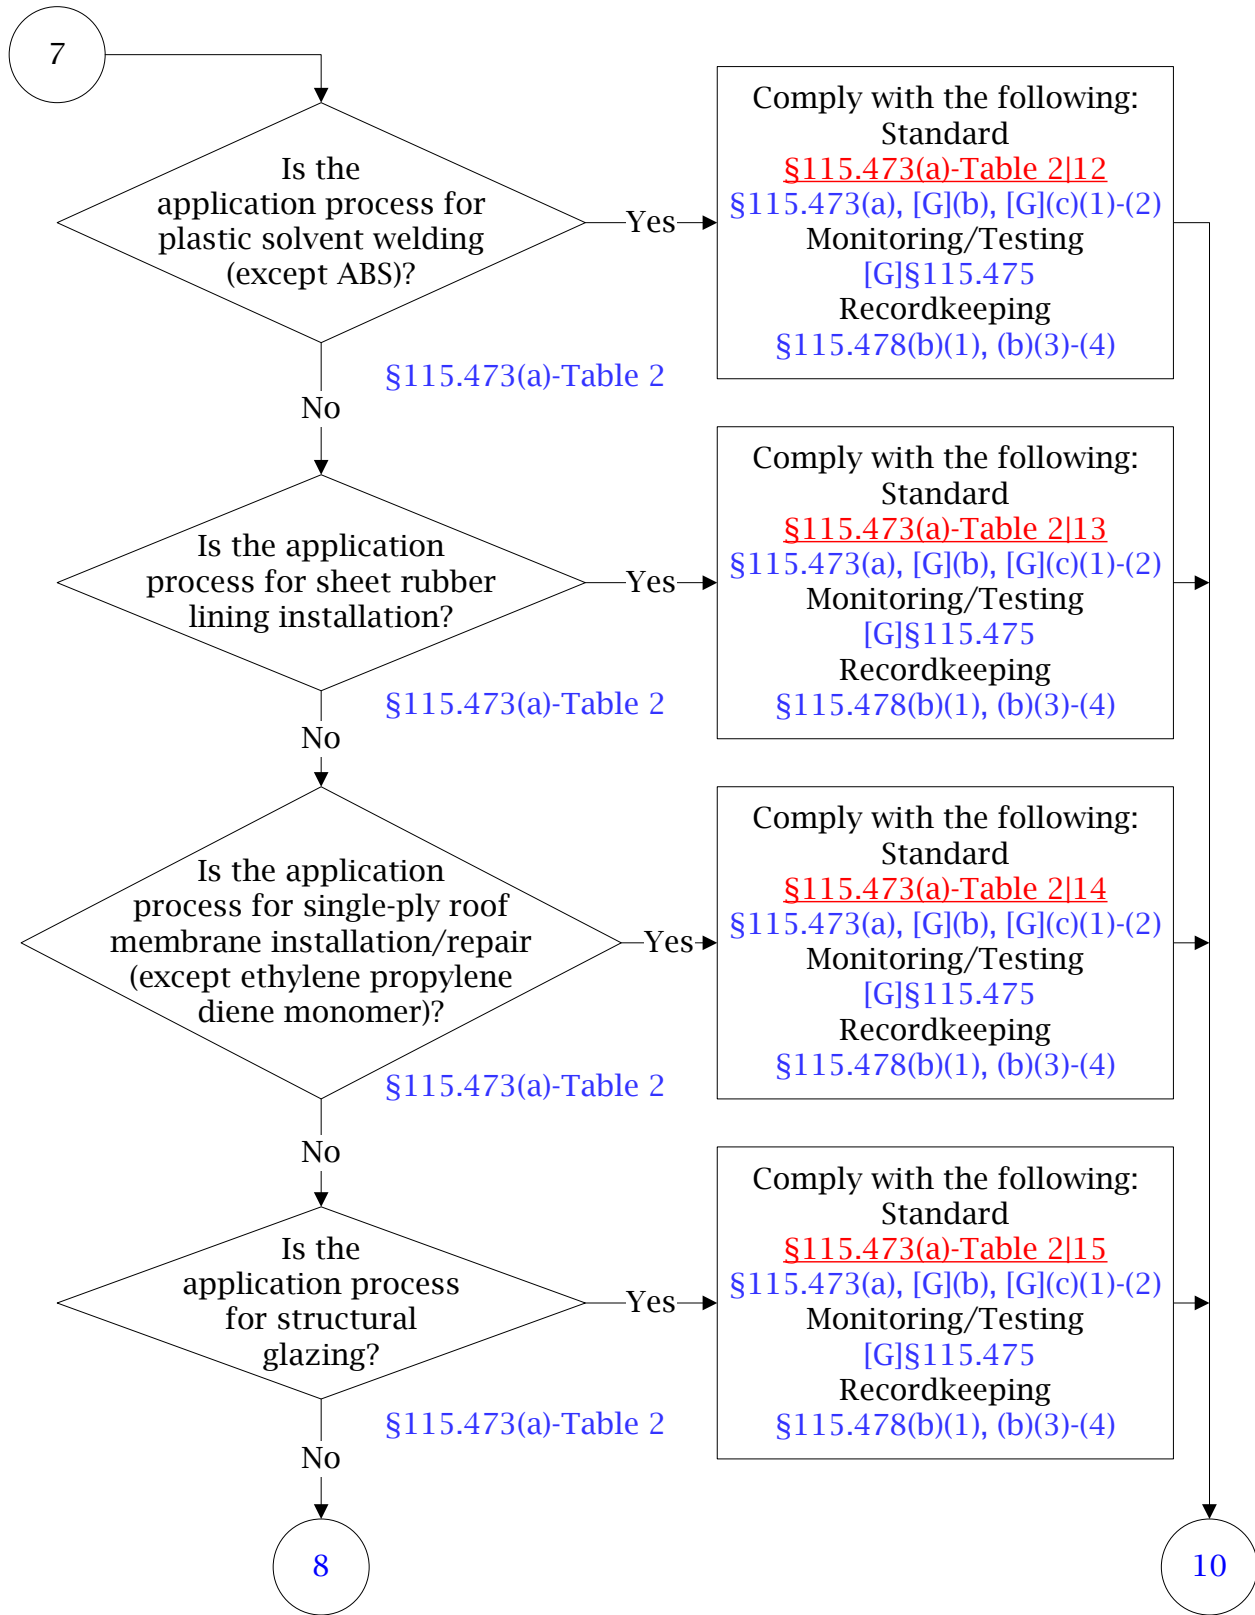 7
Is the
application process for
plastic solvent welding
(except ABS)?
Yes
Comply with the following:
Standard
§115.473(a)-Table 2|12
§115.473(a), [G](b), [G](c)(1)-(2)
Monitoring/Testing
[G]§115.475
Recordkeeping
§115.478(b)(1), (b)(3)-(4)
§115.473(a)-Table 2
No
Is the application
process for sheet rubber
lining installation?
Yes
Comply with the following:
Standard
§115.473(a)-Table 2|13
§115.473(a), [G](b), [G](c)(1)-(2)
Monitoring/Testing
[G]§115.475
Recordkeeping
§115.478(b)(1), (b)(3)-(4)
§115.473(a)-Table 2
No
Is the application
process for single-ply roof
membrane installation/repair
(except ethylene propylene
diene monomer)?
Yes
Comply with the following:
Standard
§115.473(a)-Table 2|14
§115.473(a), [G](b), [G](c)(1)-(2)
Monitoring/Testing
[G]§115.475
Recordkeeping
§115.478(b)(1), (b)(3)-(4)
§115.473(a)-Table 2
No
Is the
application process
for structural
glazing?
Yes
Comply with the following:
Standard
§115.473(a)-Table 2|15
§115.473(a), [G](b), [G](c)(1)-(2)
Monitoring/Testing
[G]§115.475
Recordkeeping
§115.478(b)(1), (b)(3)-(4)
§115.473(a)-Table 2
No
8
10